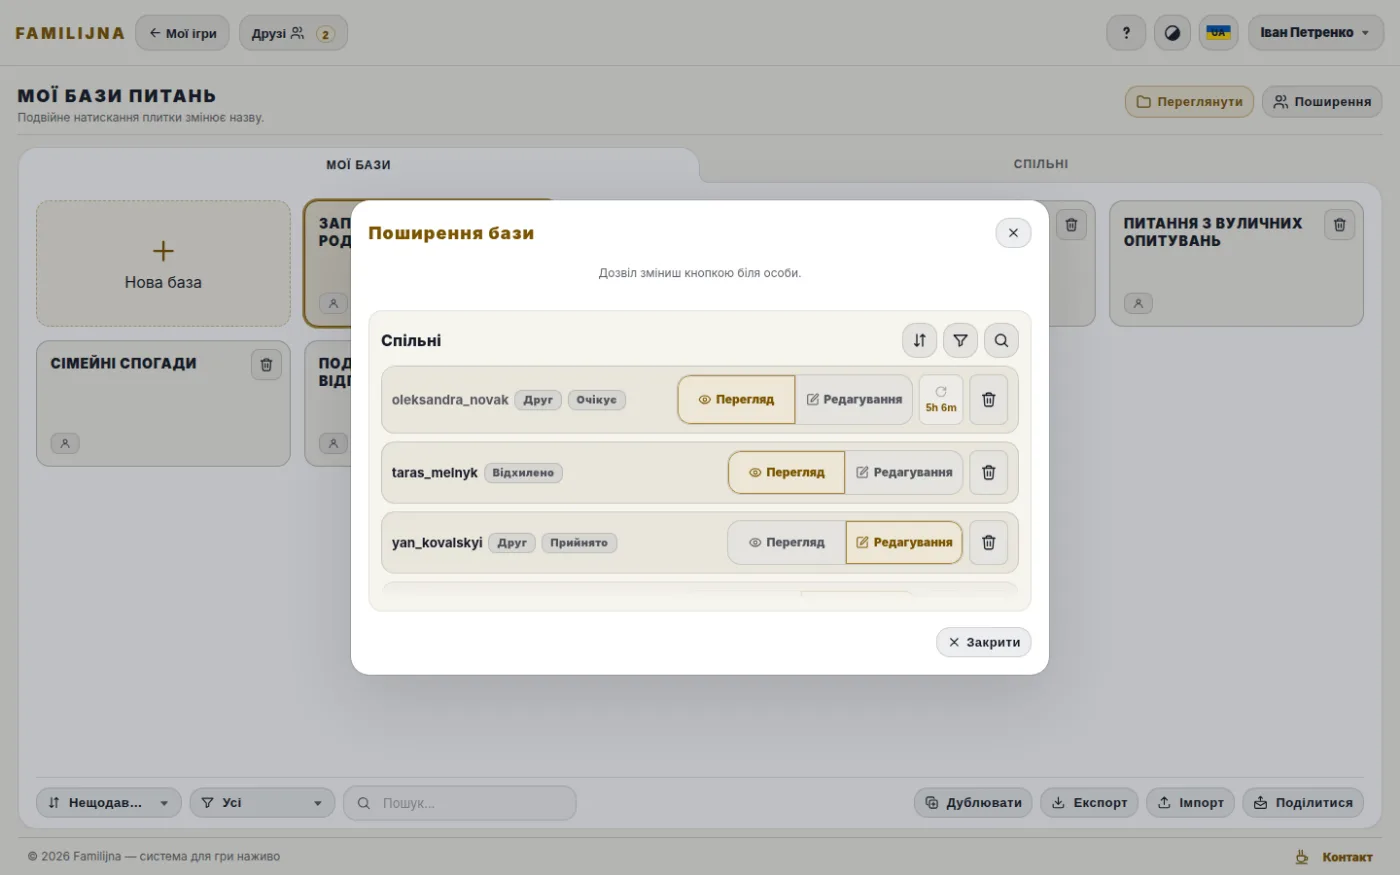 FAMILIJNA
Мої ігри
Друзі
2
?
UA
Іван Петренко
МОЇ БАЗИ ПИТАНЬ
Подвійне натискання плитки змінює назву.
Переглянути
Поширення
МОЇ БАЗИ
СПІЛЬНІ
Нова база
ПИТАННЯ З ВУЛИЧНИХ
ОПИТУВАНЬ
СІМЕЙНІ СПОГАДИ
Поширення бази
Дозвіл зміниш кнопкою біля особи.
Спільні
oleksandra_novak Друг Очікує
Перегляд Редагування
5h 6m
taras_melnyk Відхилено
Перегляд Редагування
yan_kovalskyi Друг Прийнято
Перегляд Редагування
Закрити
Нещодав...
Усі
Пошук...
Дублювати
Експорт
Імпорт
Поділитися
© 2026 Familijna — система для гри наживо
Контакт